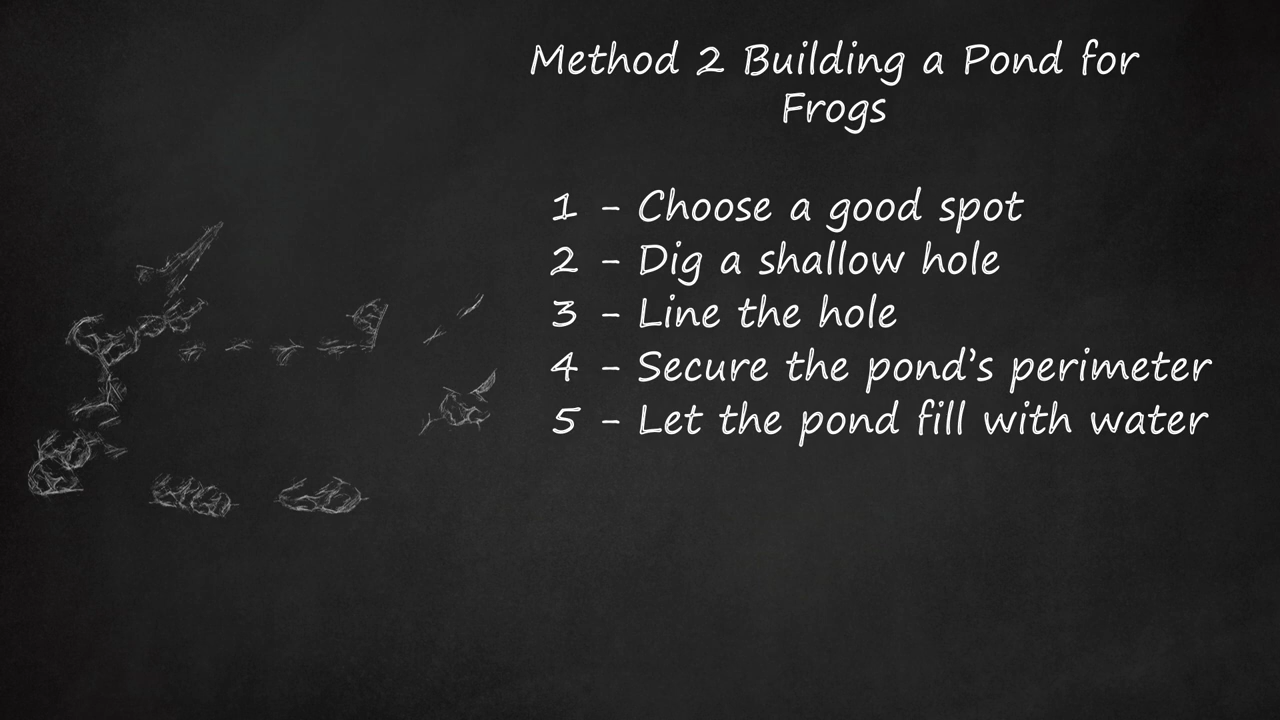 Method 2 Building a Pond for
Frogs
1 - Choose a good spot
2 - Dig a shallow hole
3 - Line the hole
4 - Secure the pond's perimeter
5 - Let the pond fill with water